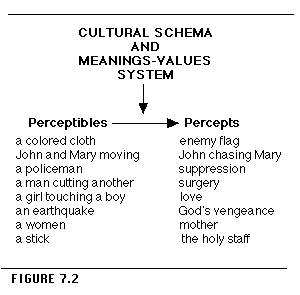 CULTURAL SCHEMA
AND
MEANINGS-VALUES
SYSTEM
Perceptibles Percepts
a colored cloth enemy flag
John and Mary moving John chasing Mary
a policeman suppression
a man cutting another surgery
a girl touching a boy love
an earthquake God's vengeance
a women mother
a stick the holy staff
FIGURE 7.2